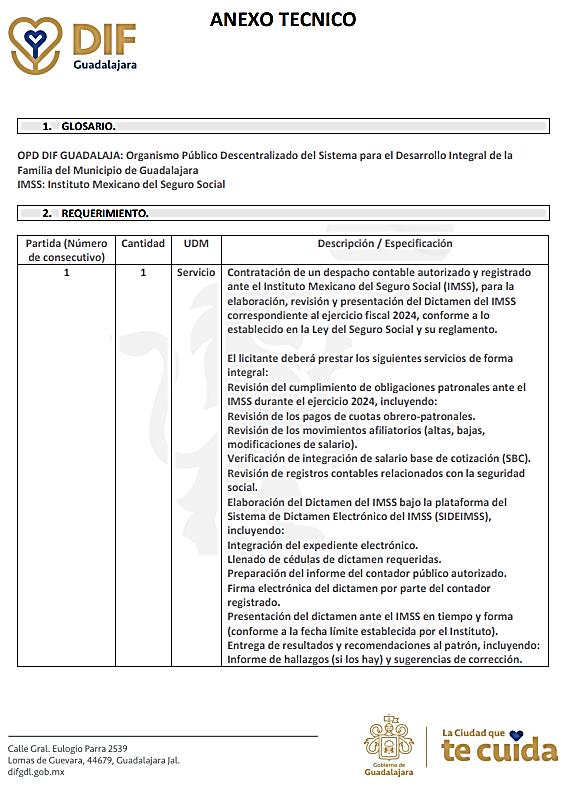 ANEXO TECNICO
DIF
Guadalajara
1. GLOSARIO.
OPD DIF GUADALAJA: Organismo Público Descentralizado del Sistema para el Desarrollo Integral de la
Familia del Municipio de Guadalajara
IMSS: Instituto Mexicano del Seguro Social
2. REQUERIMIENTO.
Partida (Número de consecutivo) Cantidad UDM Descripción / Especificación
1 1 Servicio Contratación de un despacho contable autorizado y registrado
ante el Instituto Mexicano del Seguro Social (IMSS), para la
elaboración, revisión y presentación del Dictamen del IMSS
correspondiente al ejercicio fiscal 2024, conforme a lo
establecido en la Ley del Seguro Social y su reglamento.
El licitante deberá prestar los siguientes servicios de forma
integral:
Revisión del cumplimiento de obligaciones patronales ante el
IMSS durante el ejercicio 2024, incluyendo:
Revisión de los pagos de cuotas obrero-patronales.
Revisión de los movimientos afiliatorios (altas, bajas,
modificaciones de salario).
Verificación de integración de salario base de cotización (SBC).
Revisión de registros contables relacionados con la seguridad
social.
Elaboración del Dictamen del IMSS bajo la plataforma del
Sistema de Dictamen Electrónico del IMSS (SIDEIMSS),
incluyendo:
Integración del expediente electrónico.
Llenado de cédulas de dictamen requeridas.
Preparación del informe del contador público autorizado.
Firma electrónica del dictamen por parte del contador
registrado.
Presentación del dictamen ante el IMSS en tiempo y forma
(conforme a la fecha límite establecida por el Instituto).
Entrega de resultados y recomendaciones al patrón, incluyendo:
Informe de hallazgos (si los hay) y sugerencias de corrección.
Calle Gral. Eulogio Parra 2539
Lomas de Guevara, 44679, Guadalajara Jal.
difgdl.gob.mx
Gobierno de
Guadalajara
La Ciudad que
te cuida